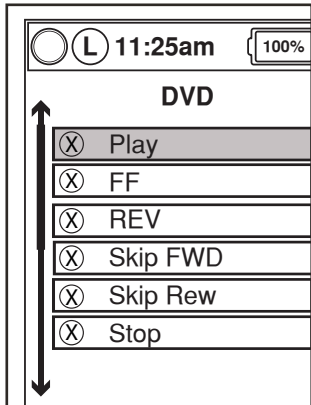 L 11:25am 100%
DVD
X Play
X FF
X REV
X Skip FWD
X Skip Rew
X Stop